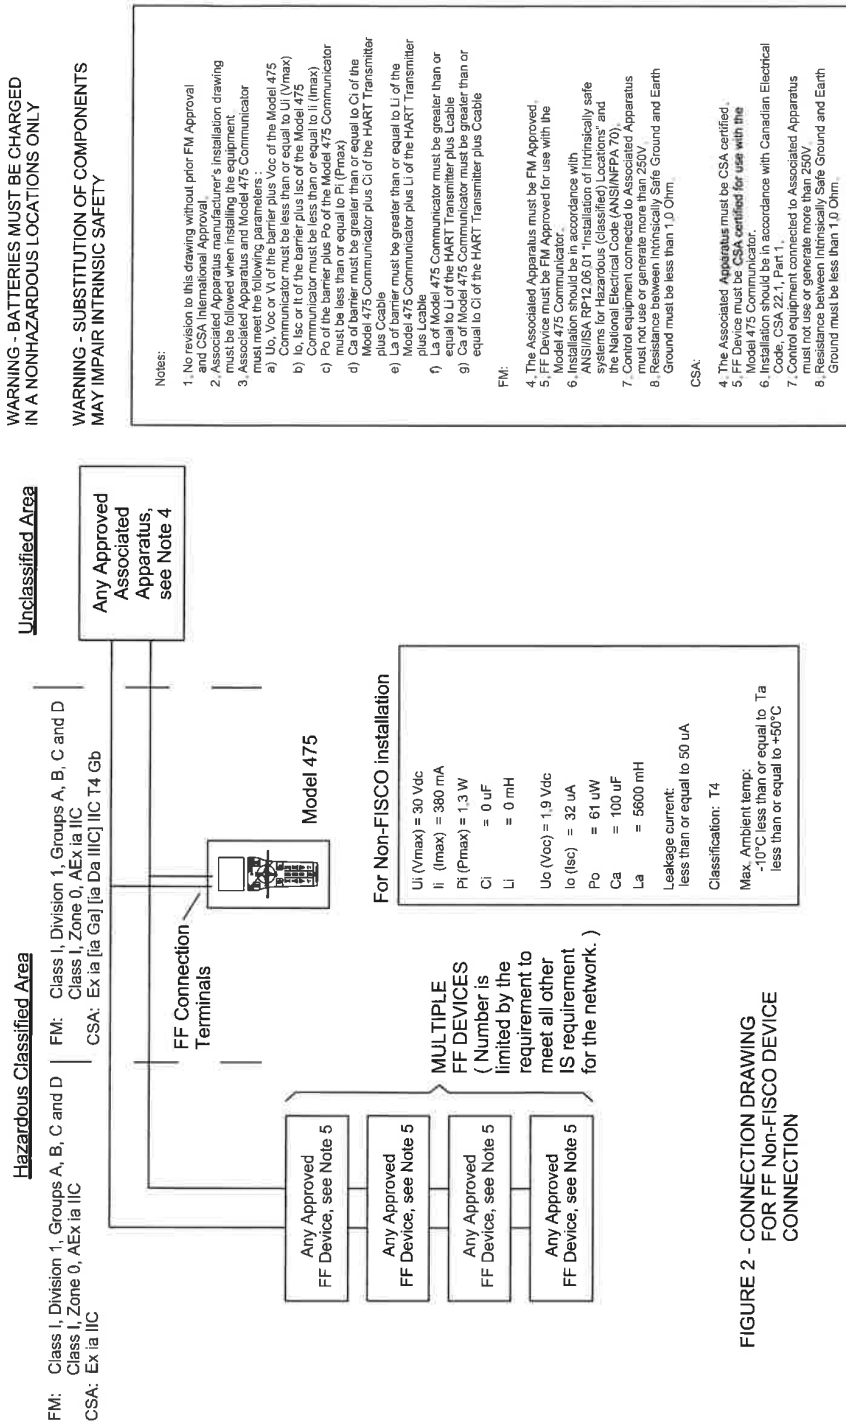 WARNING - BATTERIES MUST BE CHARGED
IN A NONHAZARDOUS LOCATIONS ONLY
WARNING - SUBSTITUTION OF COMPONENTS
MAY IMPAIR INTRINSIC SAFETY
Hazardous Classified Area
Unclassified Area
FM: Class I, Division 1, Groups A, B, C and D
Class I, Zone 0, AEx ia IIC
CSA: Ex ia IIC
FM: Class I, Division 1, Groups A, B, C and D
Class I, Zone 0, AEx ia IIC
CSA: Ex ia [ia Ga] [ia Da IIIC] IIC T4 Gb
Any Approved
Associated
Apparatus,
see Note 4
FF Connection
Terminals
Model 475
Any Approved
FF Device, see Note 5
Any Approved
FF Device, see Note 5
Any Approved
FF Device, see Note 5
Any Approved
FF Device, see Note 5
MULTIPLE
FF DEVICES
( Number is
limited by the
requirement to
meet all other
IS requirement
for the network. )
For Non-FISCO installation
Ui (Vmax) = 30 Vdc
Ii (Imax) = 380 mA
Pi (Pmax) = 1.3 W
Ci = 0 uF
Li = 0 mH
Uo (Voc) = 1.9 Vdc
Io (Isc) = 32 uA
Po = 61 uW
Ca = 100 uF
La = 5600 mH
Leakage current:
less than or equal to 50 uA
Classification: T4
Max. Ambient temp:
-10°C less than or equal to Ta
less than or equal to +50°C
Notes:
1. No revision to this drawing without prior FM Approval
and CSA International Approval.
2. Associated Apparatus manufacturer's installation drawing
must be followed when installing the equipment.
3. Associated Apparatus and Model 475 Communicator
must meet the following parameters :
a) Uo, Voc or Vt of the barrier plus Voc of the Model 475
Communicator must be less than or equal to Ui (Vmax)
b) Io, Isc or It of the barrier plus Isc of the Model 475
Communicator must be less than or equal to Ii (Imax)
c) Po of the barrier plus Po of the Model 475 Communicator
must be less than or equal to Pi (Pmax)
d) Ca of barrier must be greater than or equal to Ci of the
Model 475 Communicator plus Ci of the HART Transmitter
plus Ccable
e) La of barrier must be greater than or equal to Li of the
Model 475 Communicator plus Li of the HART Transmitter
plus Lcable
f) La of Model 475 Communicator must be greater than or
equal to Li of the HART Transmitter plus Lcable
g) Ca of Model 475 Communicator must be greater than or
equal to Ci of the HART Transmitter plus Ccable
FM:
4. The Associated Apparatus must be FM Approved.
5. FF Device must be FM Approved for use with the
Model 475 Communicator.
6. Installation should be in accordance with
ANSI/ISA RP12.06.01 "Installation of Intrinsically safe
systems for Hazardous (classified) Locations" and
the National Electrical Code (ANSI/NFPA 70).
7. Control equipment connected to Associated Apparatus
must not use or generate more than 250V.
8. Resistance between Intrinsically Safe Ground and Earth
Ground must be less than 1.0 Ohm.
CSA:
4. The Associated Apparatus must be CSA certified.
5. FF Device must be CSA certified for use with the
Model 475 Communicator.
6. Installation should be in accordance with Canadian Electrical
Code, CSA 22.1, Part 1.
7. Control equipment connected to Associated Apparatus
must not use or generate more than 250V.
8. Resistance between Intrinsically Safe Ground and Earth
Ground must be less than 1.0 Ohm.
FIGURE 2 - CONNECTION DRAWING
FOR FF Non-FISCO DEVICE
CONNECTION